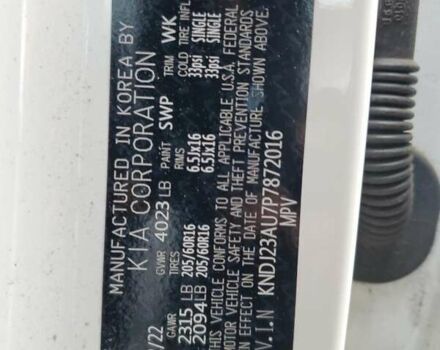 MANUFACTURED IN KOREA BY
KIA CORPORATION
/22 GVWR 4023 LB PAINT SWP TRIM WK
GAWR TIRES RIMS COLD TIRE INFL
2315 LB 205/60R16 6.5Jx16 33psi SINGLE
2094 LB 205/60R16 6.5Jx16 33psi SINGLE
THIS VEHICLE CONFORMS TO ALL APPLICABLE U.S.A. FEDERAL
MOTOR VEHICLE SAFETY AND THEFT PREVENTION STANDARDS
IN EFFECT ON THE DATE OF MANUFACTURE SHOWN ABOVE.
V.I.N KNDJ23AU7P7872016
MPV